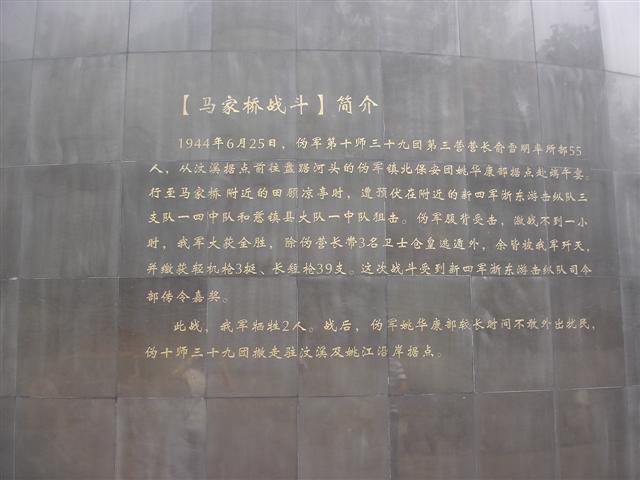 【马家桥战斗】简介
1944年6月25日，伪军第十师三十九团第三营营长俞雪明率所部55
人，从汶溪据点前往盘踞河头的伪军镇北保安团姚华康部据点赴端午宴。
行至马家桥附近的田顾凉亭时，遭预伏在附近的新四军浙东游击纵队三
支队一四中队和慈镇县大队一中队狙击。伪军腹背受击，激战不到一小
时，我军大获全胜，除伪营长带3名卫士仓皇逃遁外，余皆被我军歼灭，
并缴获轻机枪3挺、长短枪39支。这次战斗受到新四军浙东游击纵队司令
部传令嘉奖。
此战，我军牺牲2人。战后，伪军姚华康部较长时间不敢外出扰民，
伪十师三十九团撤走驻汶溪及姚江沿岸据点。